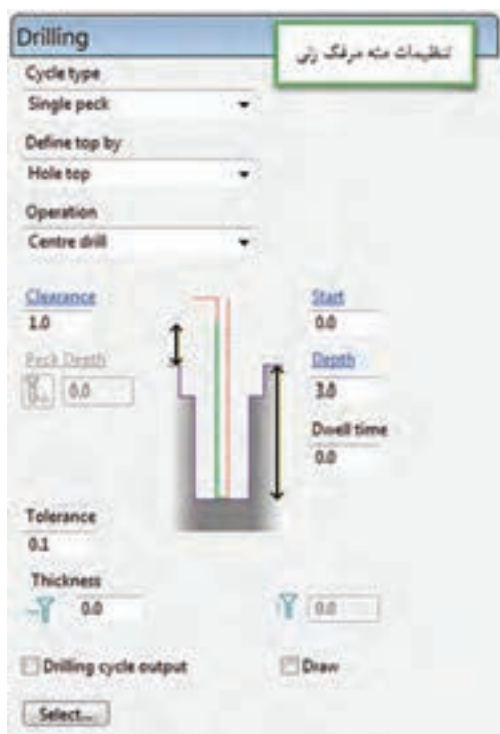 Drilling
تنظیمات مته مرغک زنی
Cycle type
Single peck
Define top by
Hole top
Operation
Centre drill
Clearance
1.0
Start
0.0
Peck Depth
0.0
Depth
3.0
Dwell time
0.0
Tolerance
0.1
Thickness
0.0
0.0
Drilling cycle output
Draw
Select...